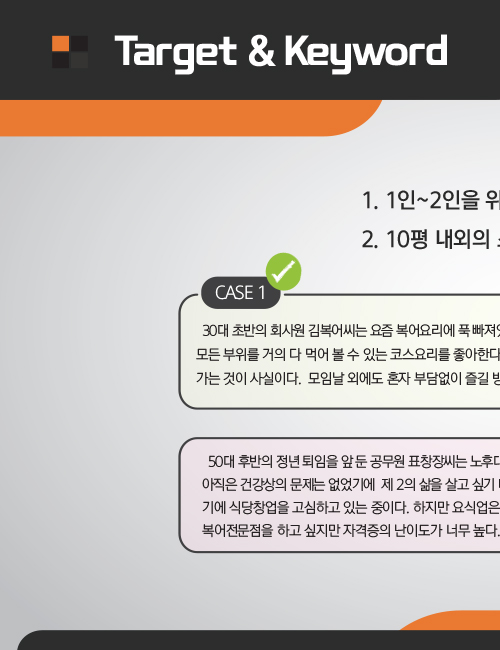 Target & Keyword
1. 1인~2인을 위
2. 10평 내외의
CASE 1
30대 초반의 회사원 김복어씨는 요즘 복어요리에 푹 빠져있
모든 부위를 거의 다 먹어 볼 수 있는 코스요리를 좋아한다
가는 것이 사실이다. 모임날 외에도 혼자 부담없이 즐길 방
50대 후반의 정년 퇴임을 앞 둔 공무원 표창장씨는 노후다
아직은 건강상의 문제는 없었기에 제 2의 삶을 살고 싶기
기에 식당창업을 고심하고 있는 중이다. 하지만 요식업은
복어전문점을 하고 싶지만 자격증의 난이도가 너무 높다.